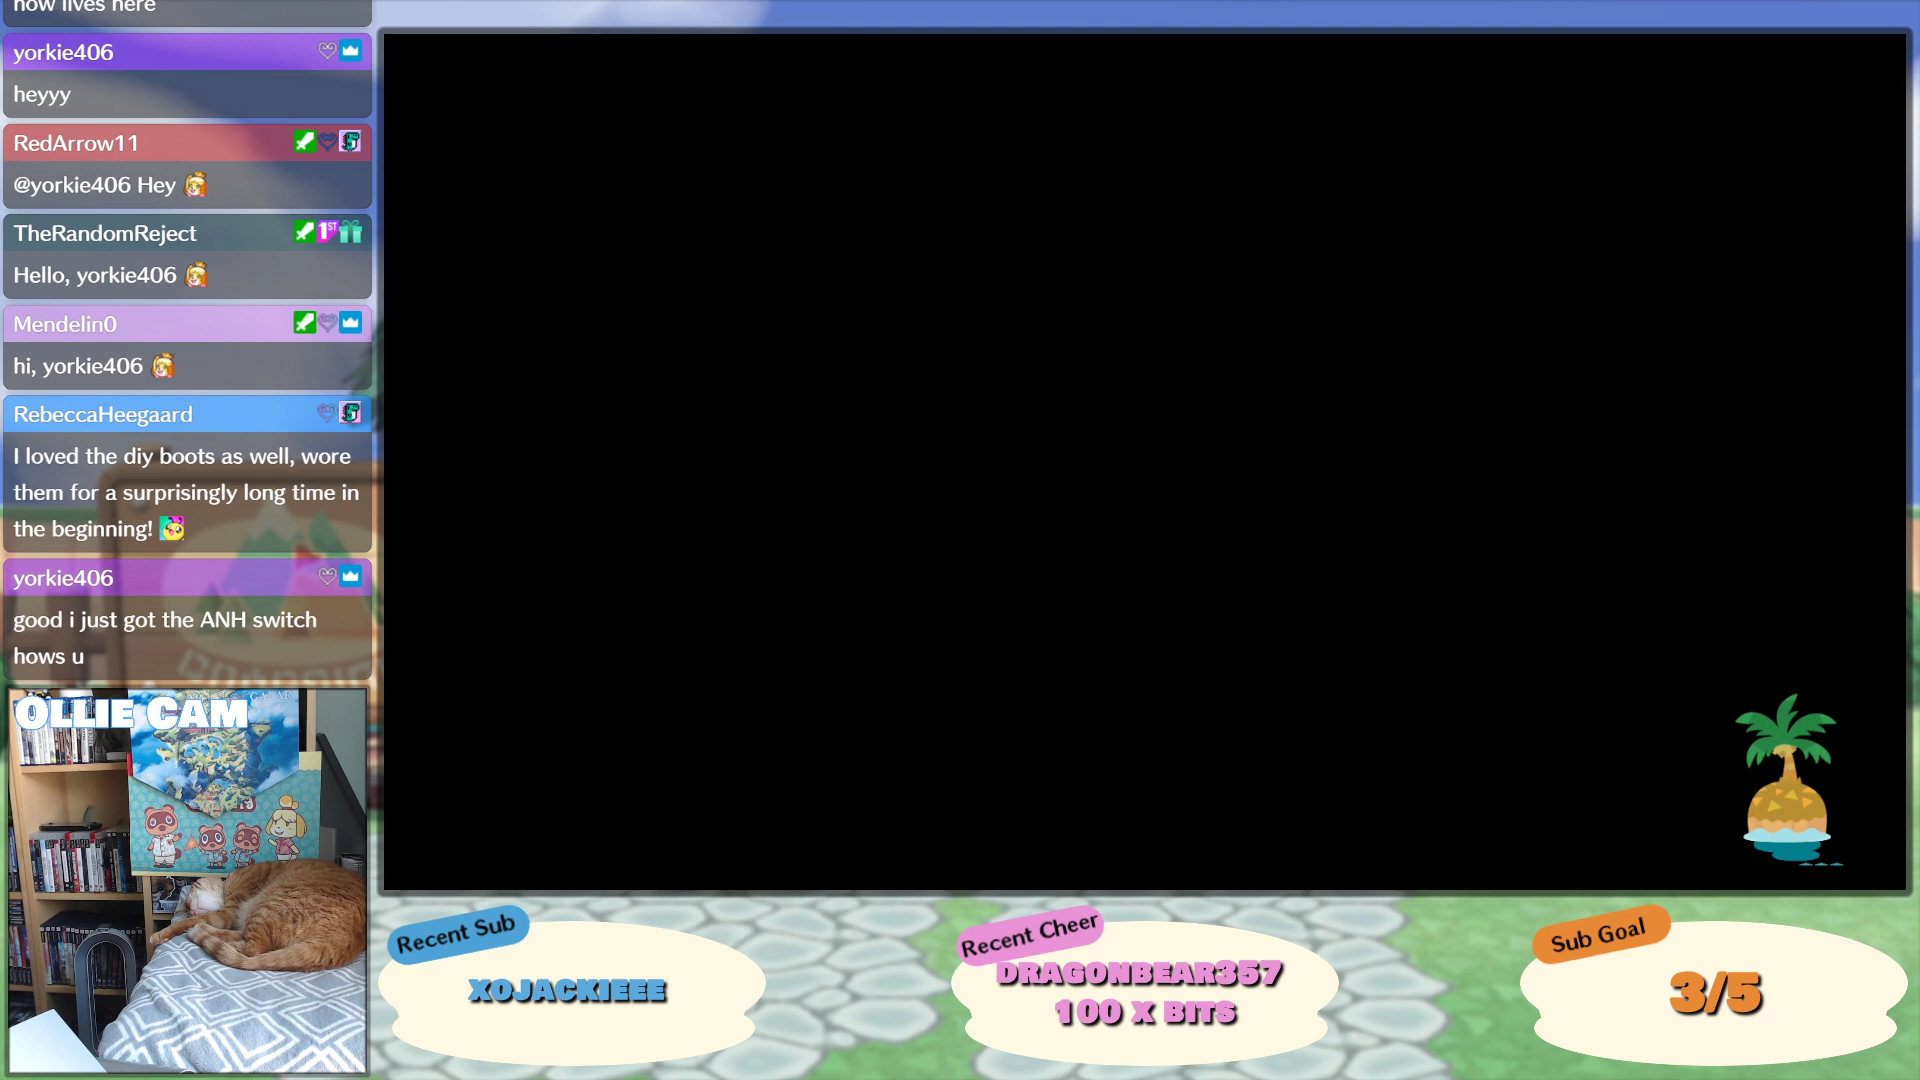 now lives here
yorkie406
heyyy
RedArrow11
@yorkie406 Hey
TheRandomReject
1ST
Hello, yorkie406
Mendelin0
hi, yorkie406
RebeccaHeegaard
I loved the diy boots as well, wore
them for a surprisingly long time in
the beginning!
yorkie406
good i just got the ANH switch
hows u
OLLIE CAM
Recent Sub
XOJACKIEEE
Recent Cheer
DRAGONBEAR357
100 X BITS
Sub Goal
3/5